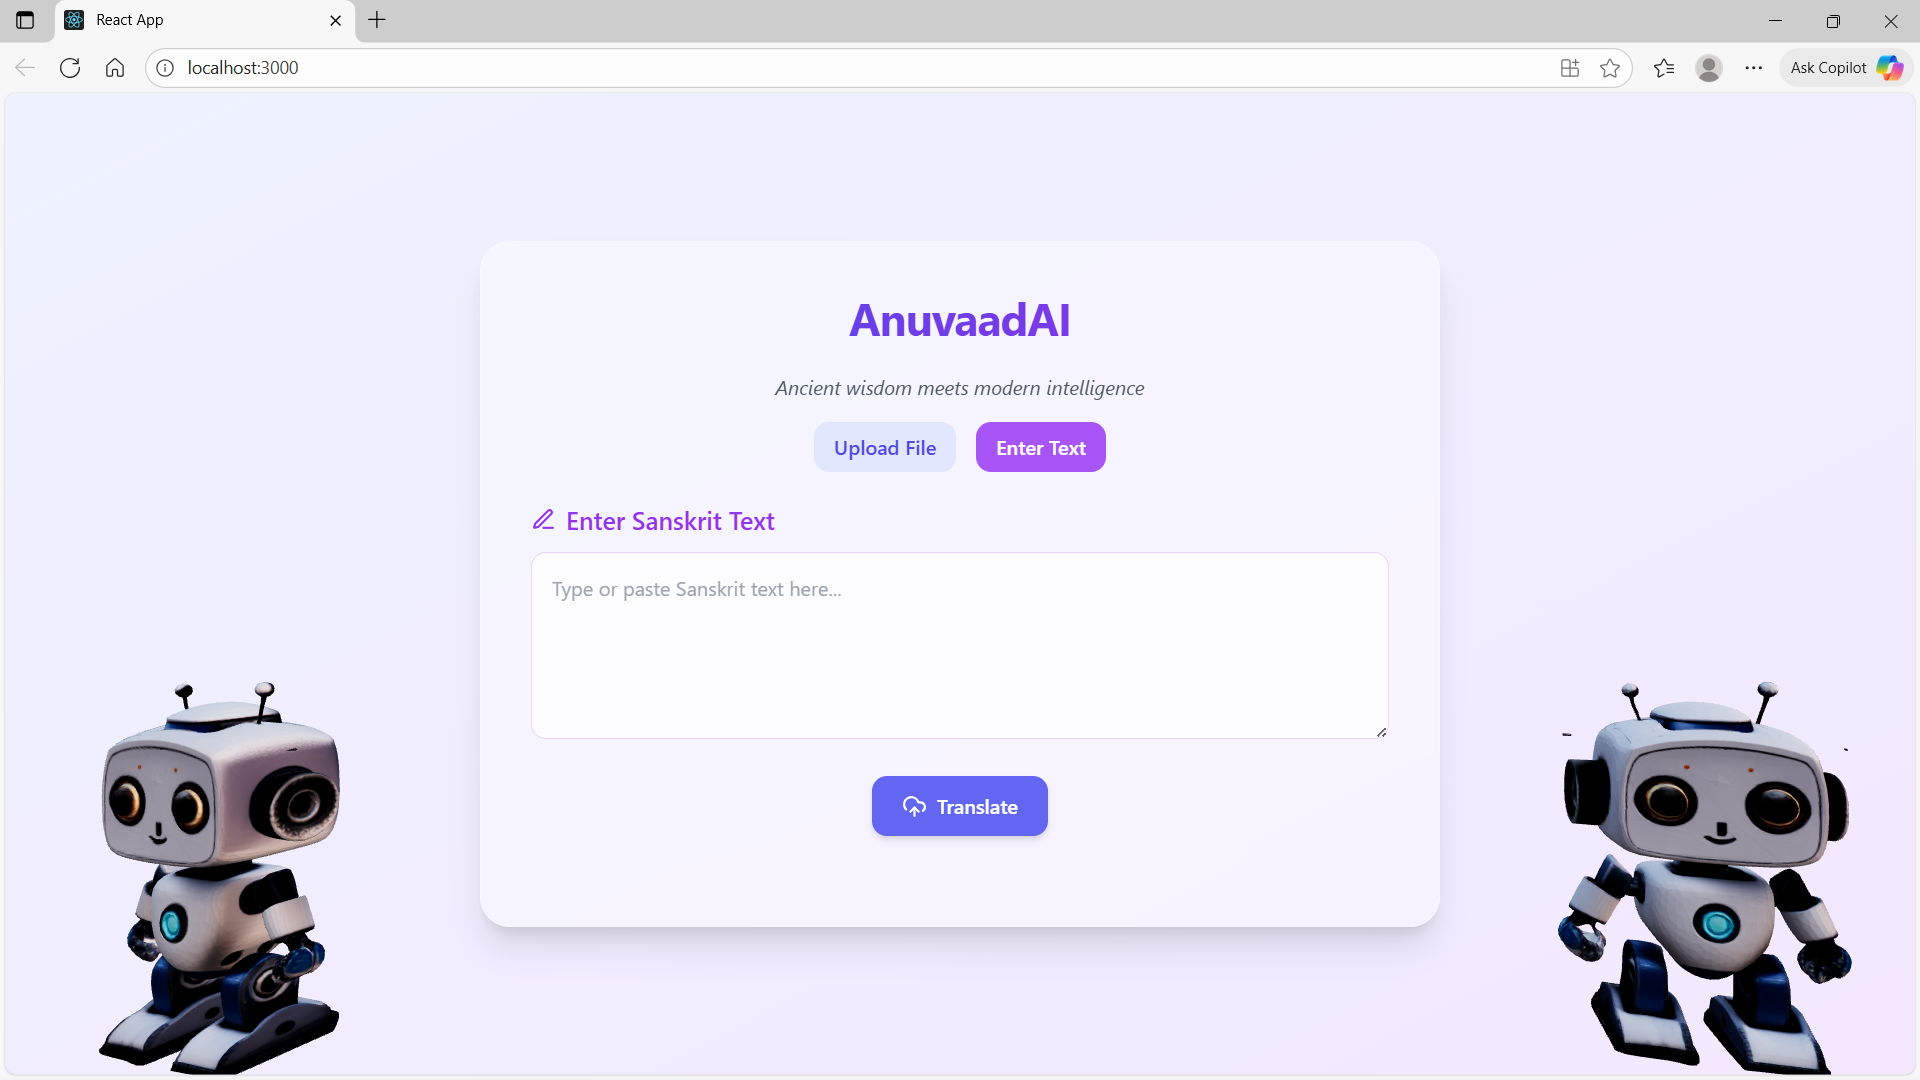 React App
localhost:3000
Ask Copilot
AnuvaadAI
Ancient wisdom meets modern intelligence
Upload File
Enter Text
Enter Sanskrit Text
Type or paste Sanskrit text here...
Translate